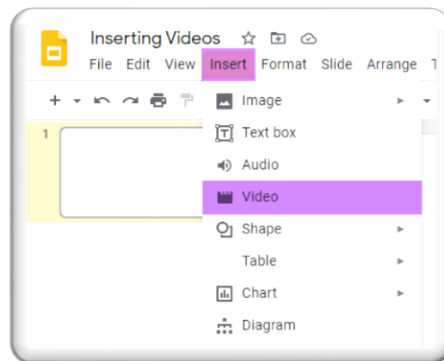 Inserting Videos
File Edit View Insert Format Slide Arrange
Image
1
Text box
Audio
Video
Shape
Table
Chart
Diagram